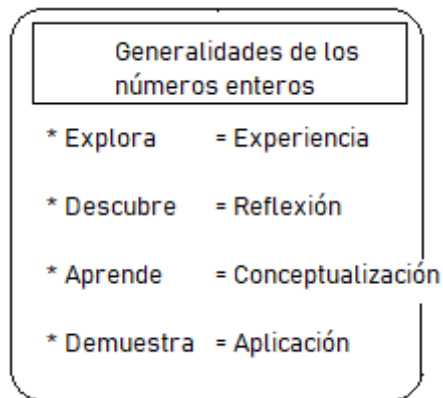 Generalidades de los
números enteros
* Explora = Experiencia
* Descubre = Reflexión
* Aprende = Conceptualización
* Demuestra = Aplicación